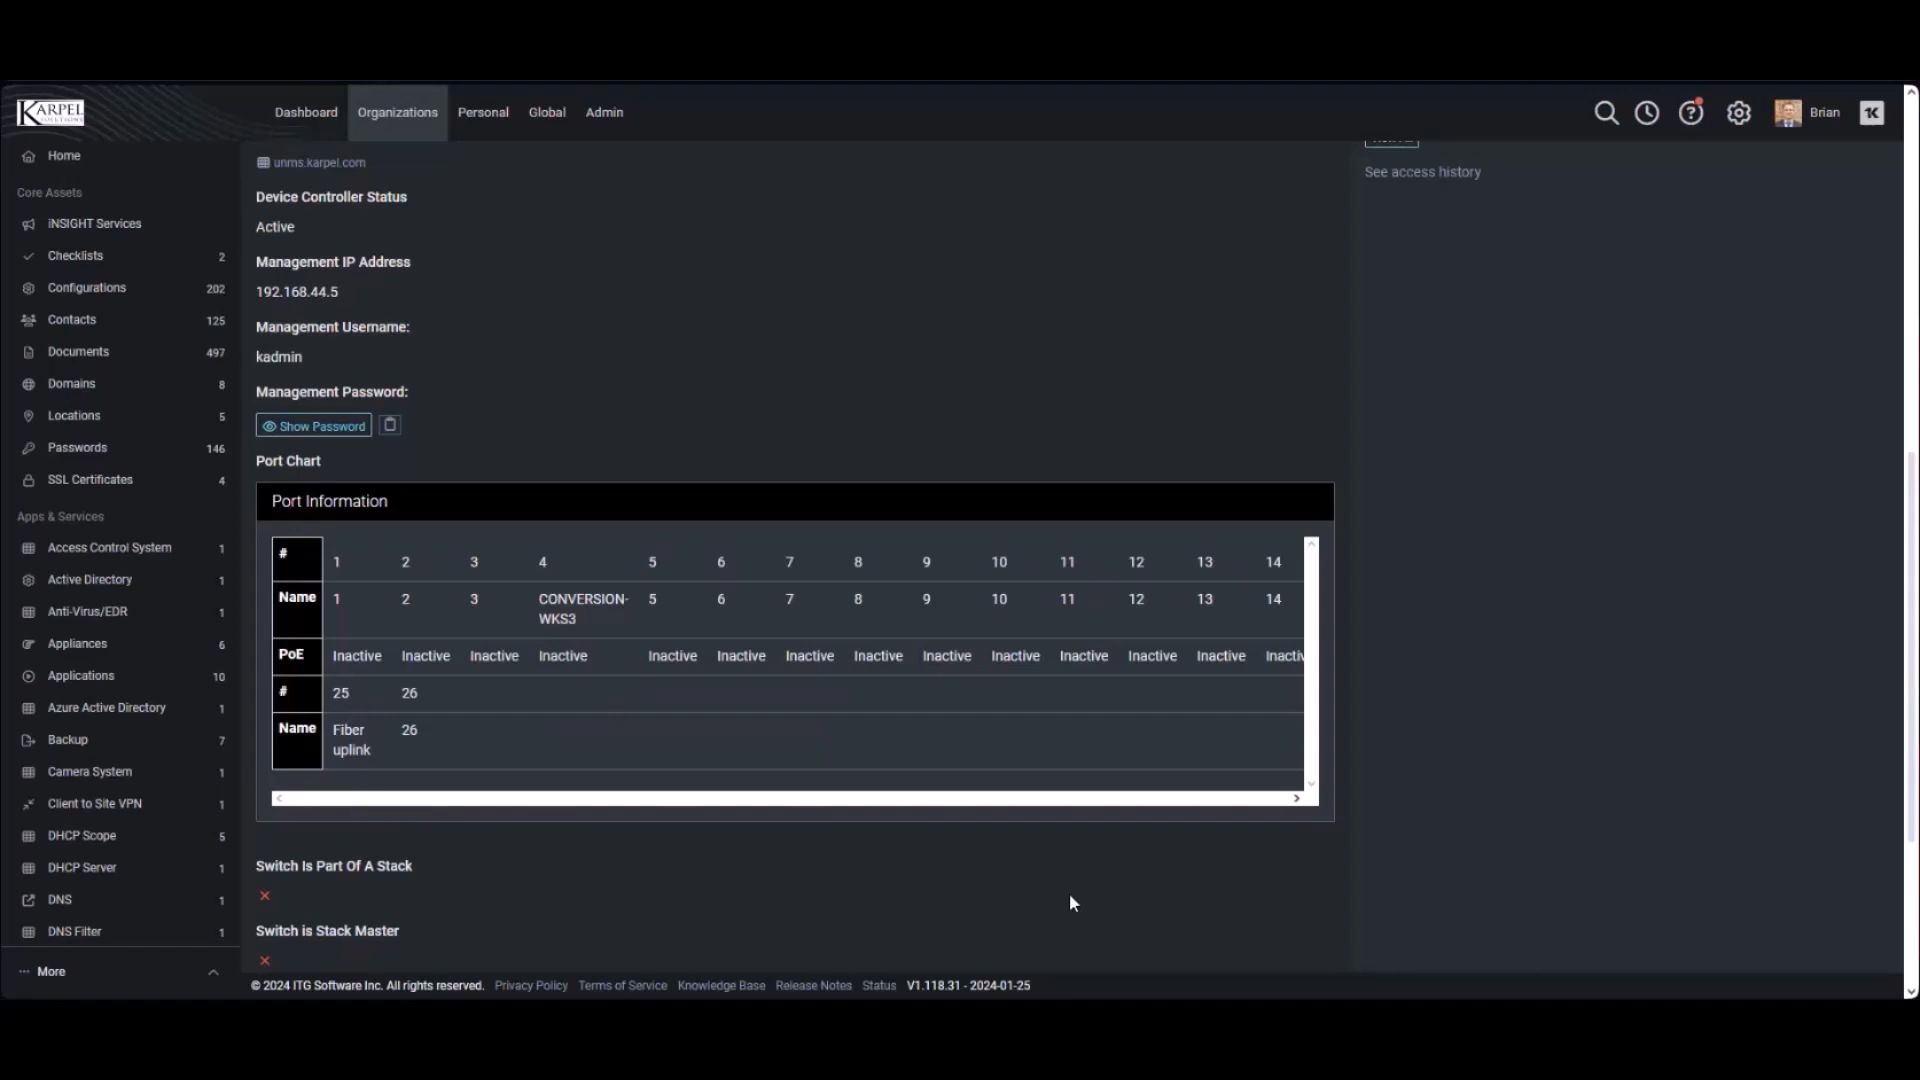 KARPEL
SOLUTIONS
Dashboard Organizations Personal Global Admin
Brian
Home
Core Assets
iNSIGHT Services
Checklists 2
Configurations 202
Contacts 125
Documents 497
Domains 8
Locations 5
Passwords 146
SSL Certificates 4
Apps & Services
Access Control System 1
Active Directory 1
Anti-Virus/EDR 1
Appliances 6
Applications 10
Azure Active Directory 1
Backup 7
Camera System 1
Client to Site VPN 1
DHCP Scope 5
DHCP Server 1
DNS 1
DNS Filter 1
More
unms.karpel.com
Device Controller Status
Active
Management IP Address
192.168.44.5
Management Username:
kadmin
Management Password:
Show Password
Port Chart
Port Information
# 1 2 3 4 5 6 7 8 9 10 11 12 13 14
Name 1 2 3 CONVERSION- 5 6 7 8 9 10 11 12 13 14
WKS3
PoE Inactive Inactive Inactive Inactive Inactive Inactive Inactive Inactive Inactive Inactive Inactive Inactive Inactive Inactiv
# 25 26
Name Fiber 26
uplink
Switch Is Part Of A Stack
Switch is Stack Master
See access history
© 2024 ITG Software Inc. All rights reserved. Privacy Policy Terms of Service Knowledge Base Release Notes Status V1.118.31 - 2024-01-25